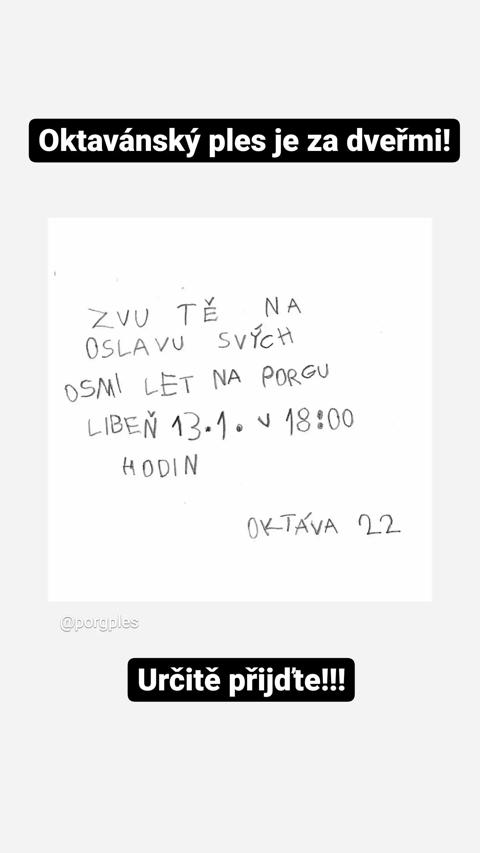 Oktavánský ples je za dveřmi!
ZVU TĚ NA
OSLAVU SVÝCH
OSMI LET NA PORGU
LIBEŇ 13.1. v 18:00
HODIN
OKTÁVA 22
@porgples
Určitě přijďte!!!